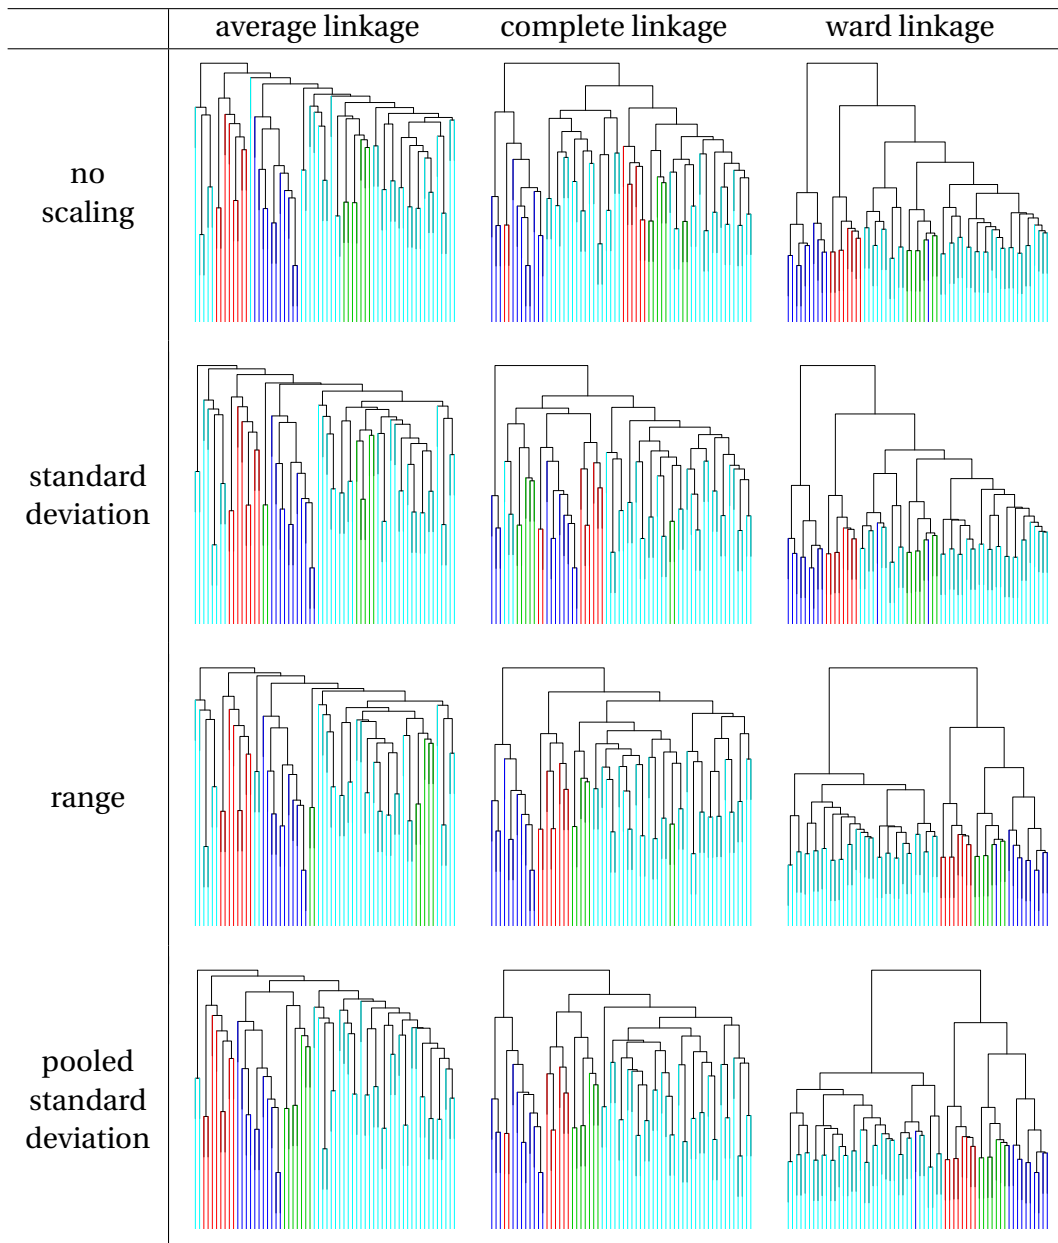 average linkage complete linkage ward linkage
no
scaling
standard
deviation
range
pooled
standard
deviation